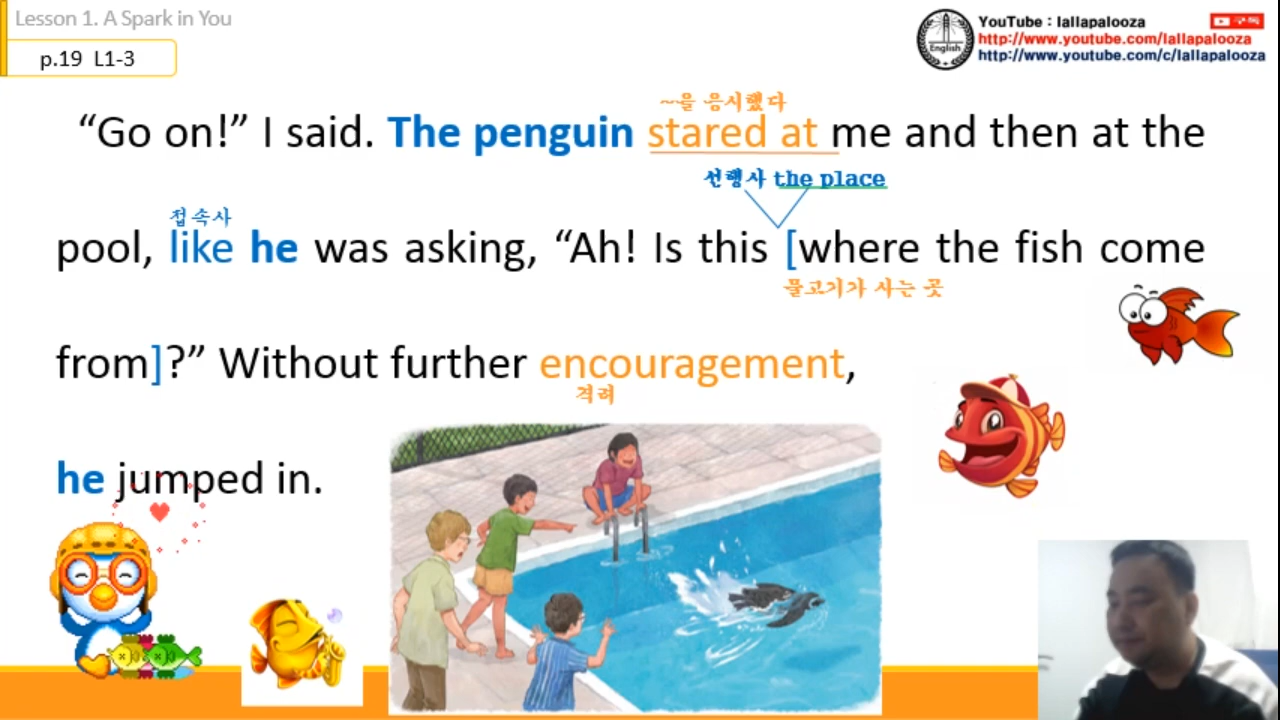 Lesson 1. A Spark in You
p.19 L1-3
English
YouTube : lallapalooza
구독
http://www.youtube.com/lallapalooza
http://www.youtube.com/c/lallapalooza
~을 응시했다
“Go on!” I said. The penguin stared at me and then at the
선행사 the place
접속사
pool, like he was asking, “Ah! Is this [where the fish come
물고기가 사는 곳
from]?” Without further encouragement,
격려
he jumped in.